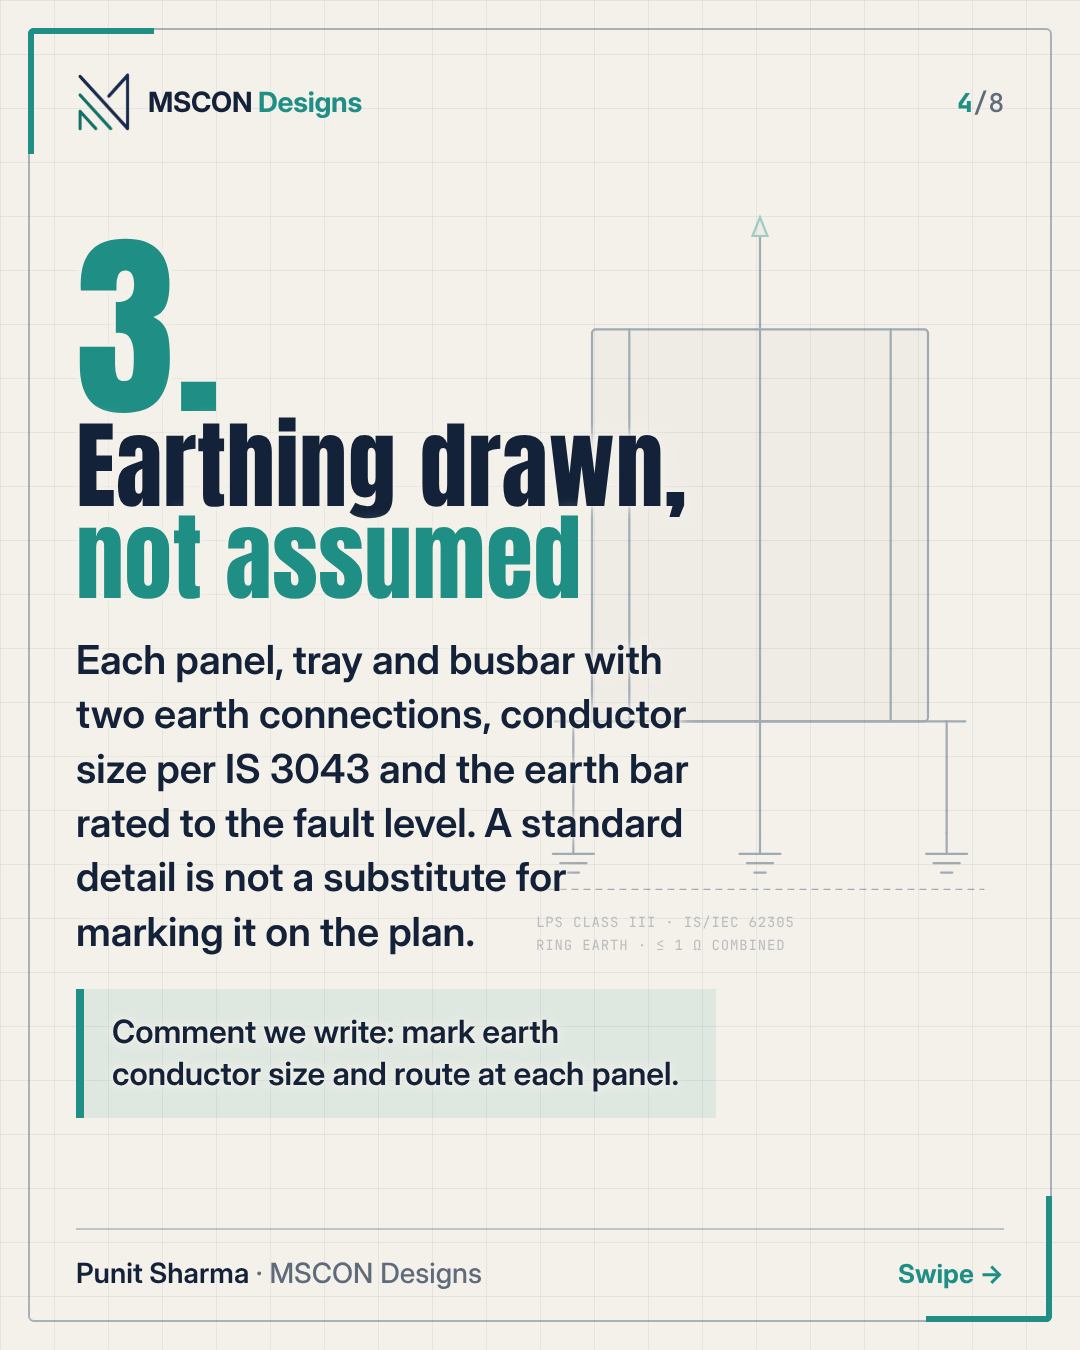 MSCON Designs
4/8
3.
Earthing drawn,
not assumed
Each panel, tray and busbar with
two earth connections, conductor
size per IS 3043 and the earth bar
rated to the fault level. A standard
detail is not a substitute for
marking it on the plan.
LPS CLASS III · IS/IEC 62305
RING EARTH · ≤ 1 Ω COMBINED
Comment we write: mark earth
conductor size and route at each panel.
Punit Sharma · MSCON Designs
Swipe →